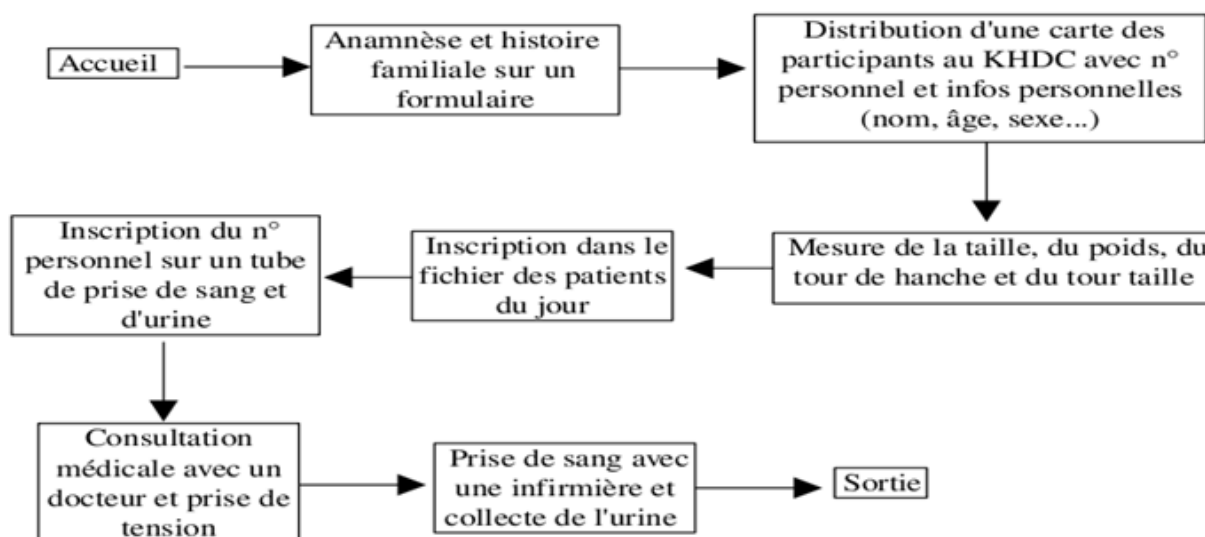 Accueil
Anamnèse et histoire
familiale sur un
formulaire
Distribution d'une carte des
participants au KHDC avec n°
personnel et infos personnelles
(nom, âge, sexe...)
Mesure de la taille, du poids, du
tour de hanche et du tour taille
Inscription dans le
fichier des patients
du jour
Inscription du n°
personnel sur un tube
de prise de sang et
d'urine
Consultation
médicale avec un
docteur et prise de
tension
Prise de sang avec
une infirmière et
collecte de l'urine
Sortie